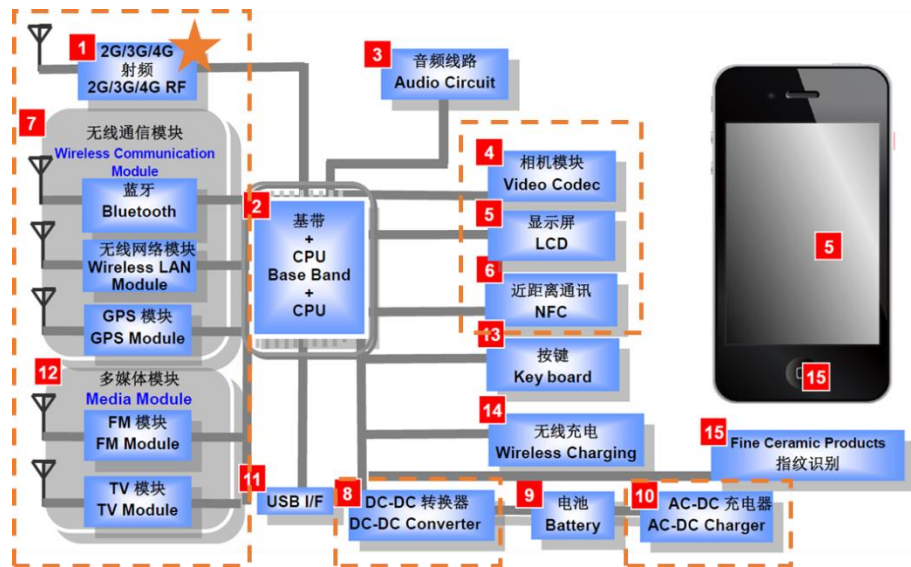 1
2G/3G/4G
射频
2G/3G/4G RF
7
无线通信模块
Wireless Communication
Module
蓝牙
Bluetooth
无线网络模块
Wireless LAN
Module
GPS 模块
GPS Module
12
多媒体模块
Media Module
FM 模块
FM Module
TV 模块
TV Module
2
基带
+
CPU
Base Band
+
CPU
3
音频线路
Audio Circuit
4
相机模块
Video Codec
5
显示屏
LCD
6
近距离通讯
NFC
13
按键
Key board
14
无线充电
Wireless Charging
15
Fine Ceramic Products
指纹识别
11
USB I/F
8
DC-DC 转换器
DC-DC Converter
9
电池
Battery
10
AC-DC 充电器
AC-DC Charger
5
15